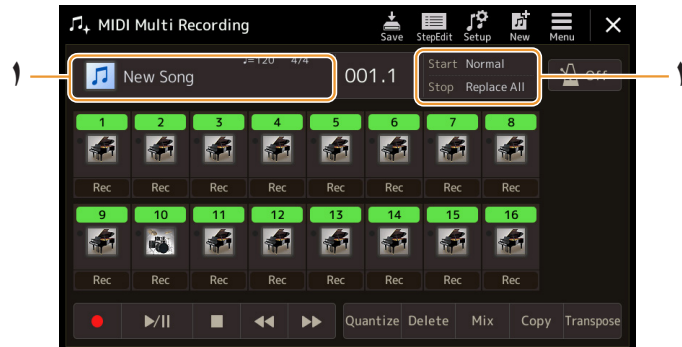 MIDI Multi Recording
Save StepEdit Setup New Menu
١
New Song
♩=120 4/4
001.1
Start Normal
Stop Replace All
Off
1 2 3 4 5 6 7 8
Rec Rec Rec Rec Rec Rec Rec Rec
9 10 11 12 13 14 15 16
Rec Rec Rec Rec Rec Rec Rec Rec
Quantize Delete Mix Copy Transpose